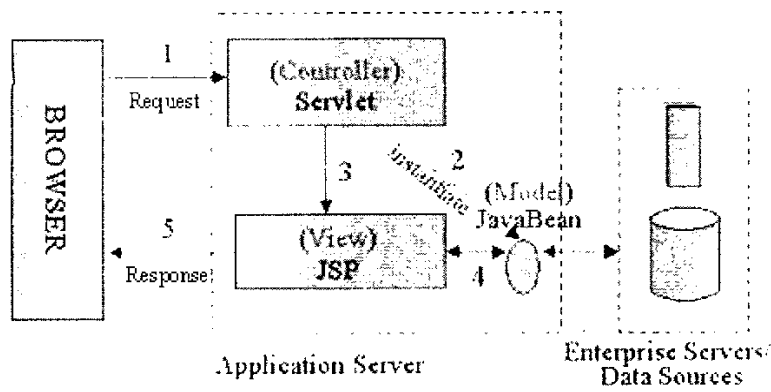 BROWSER
1
Request
(Controller)
Servlet
3
2
instantiate
(Model)
JavaBean
5
Response
(View)
JSP
4
Application Server
Enterprise Servers/
Data Sources